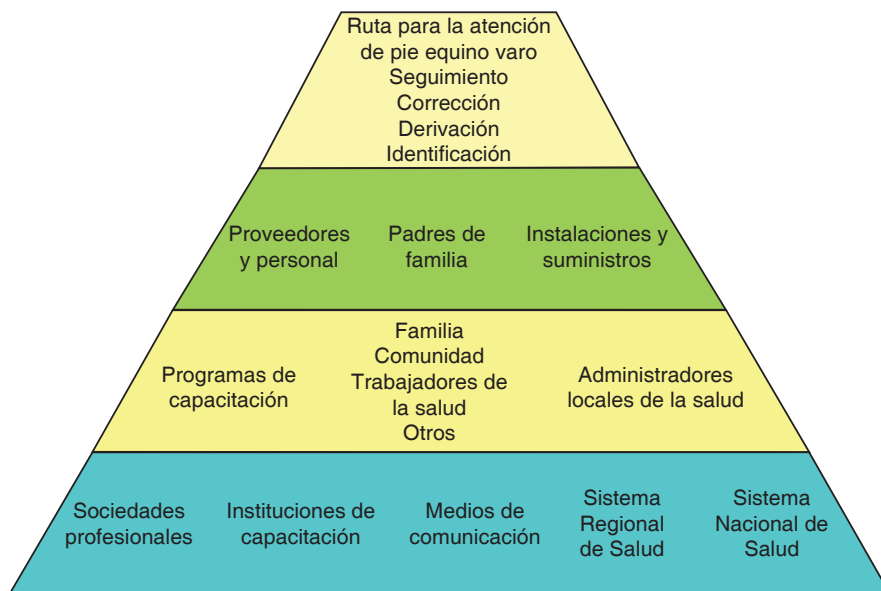 Ruta para la atención
de pie equino varo
Seguimiento
Corrección
Derivación
Identificación
Proveedores
y personal
Padres de
familia
Instalaciones y
suministros
Programas de
capacitación
Familia
Comunidad
Trabajadores de
la salud
Otros
Administradores
locales de la salud
Sociedades
profesionales
Instituciones de
capacitación
Medios de
comunicación
Sistema
Regional
de Salud
Sistema
Nacional de
Salud